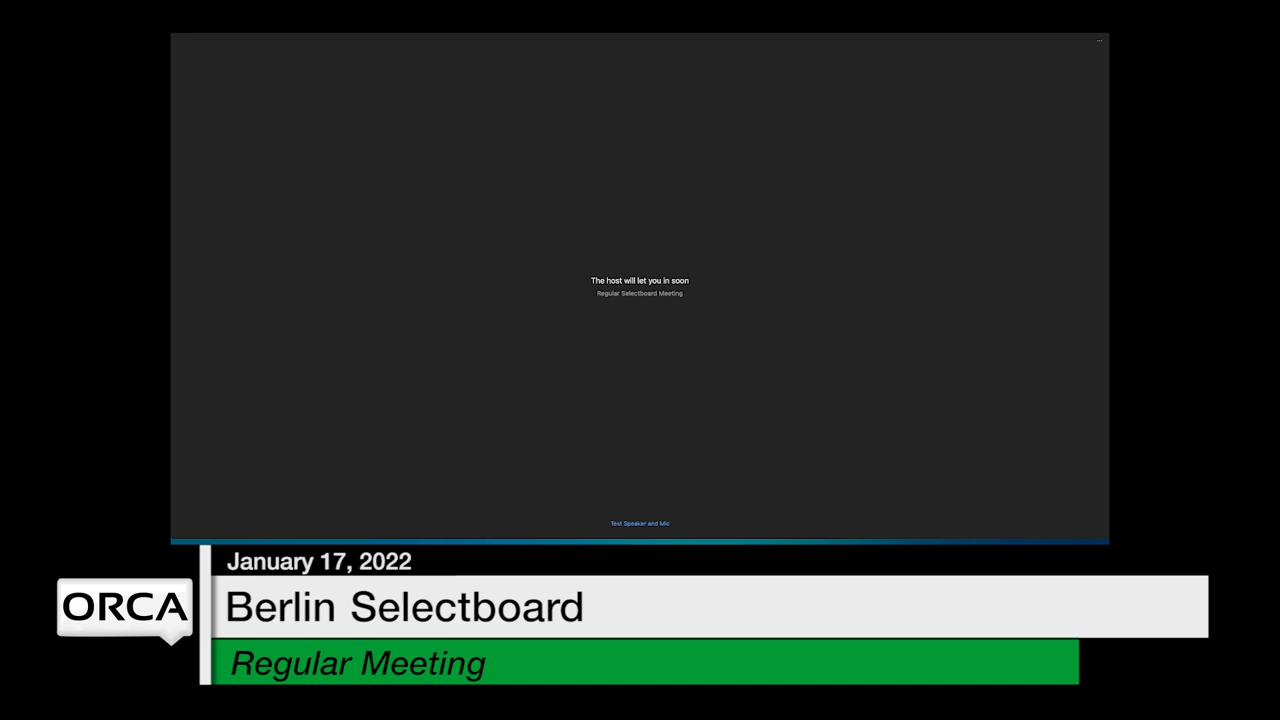 The host will let you in soon
Regular Selectboard Meeting
Test Speaker and Mic
January 17, 2022
ORCA
Berlin Selectboard
Regular Meeting